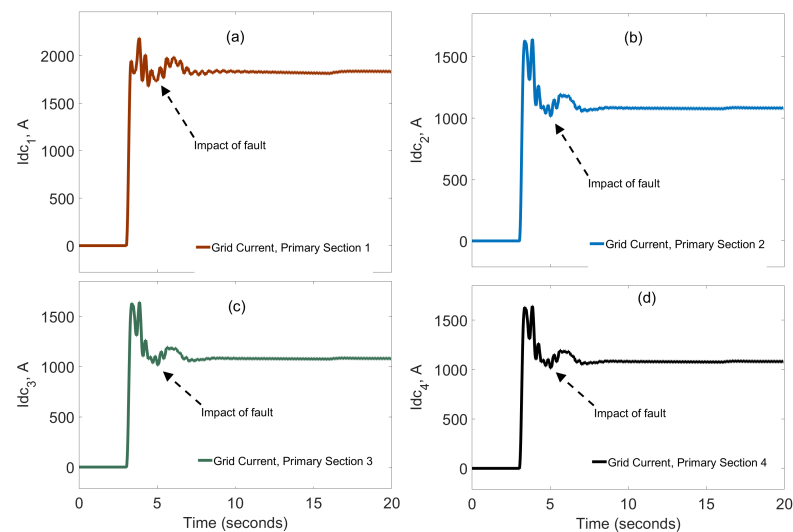 (a)
2000
1500
1000
500
0
Idc1, A
Impact of fault
Grid Current, Primary Section 1
(b)
1500
1000
500
0
Idc2, A
Impact of fault
Grid Current, Primary Section 2
(c)
1500
1000
500
0
Idc3, A
Impact of fault
Grid Current, Primary Section 3
0 5 10 15 20
Time (seconds)
(d)
1500
1000
500
0
Idc4, A
Impact of fault
Grid Current, Primary Section 4
0 5 10 15 20
Time (seconds)